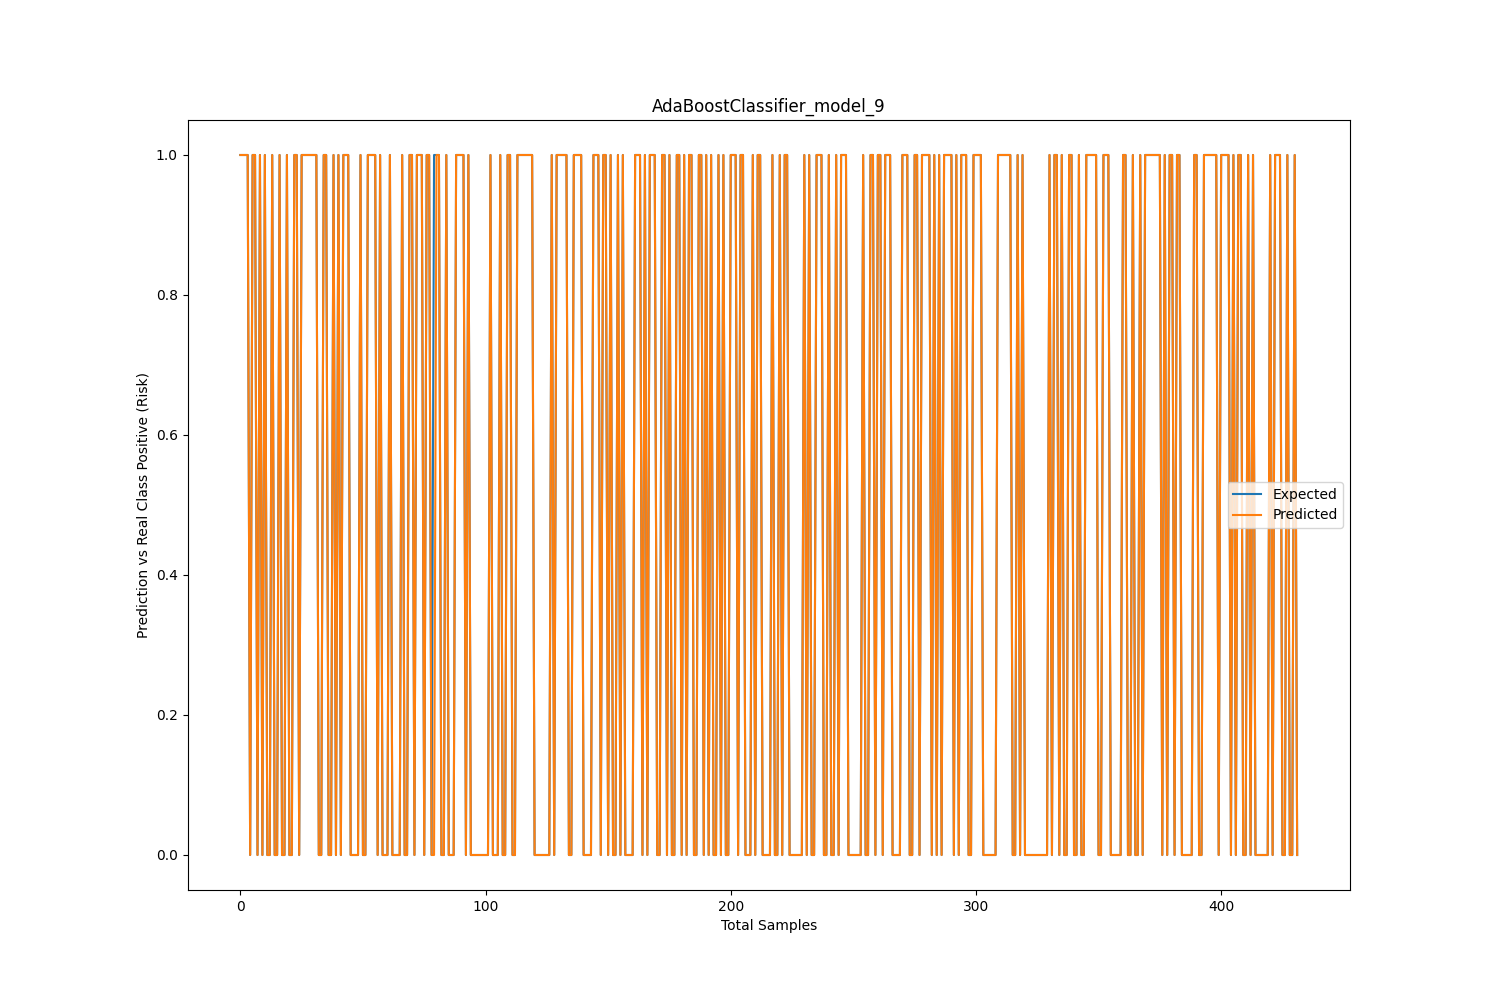 AdaBoostClassifier_model_9
1.0
0.8
0.6
0.4
0.2
0.0
Prediction vs Real Class Positive (Risk)
Expected
Predicted
0 100 200 300 400
Total Samples